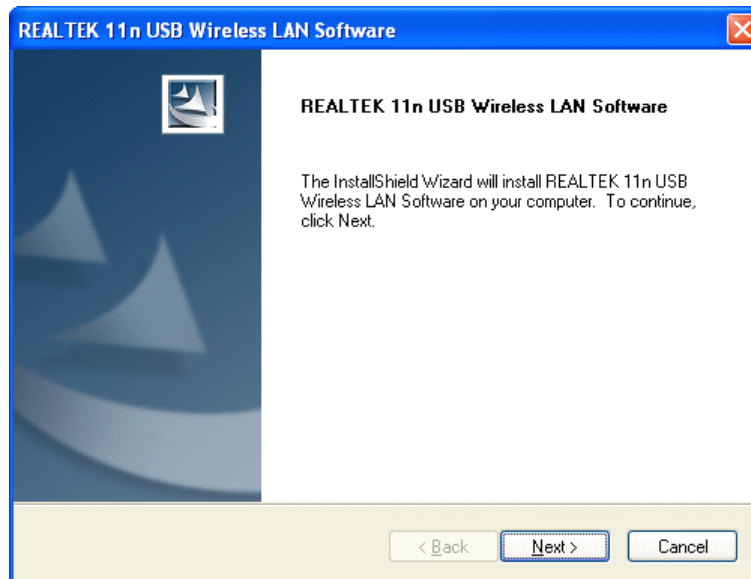 REALTEK 11n USB Wireless LAN Software
REALTEK 11n USB Wireless LAN Software
The InstallShield Wizard will install REALTEK 11n USB
Wireless LAN Software on your computer.  To continue,
click Next.
< Back
Next >
Cancel